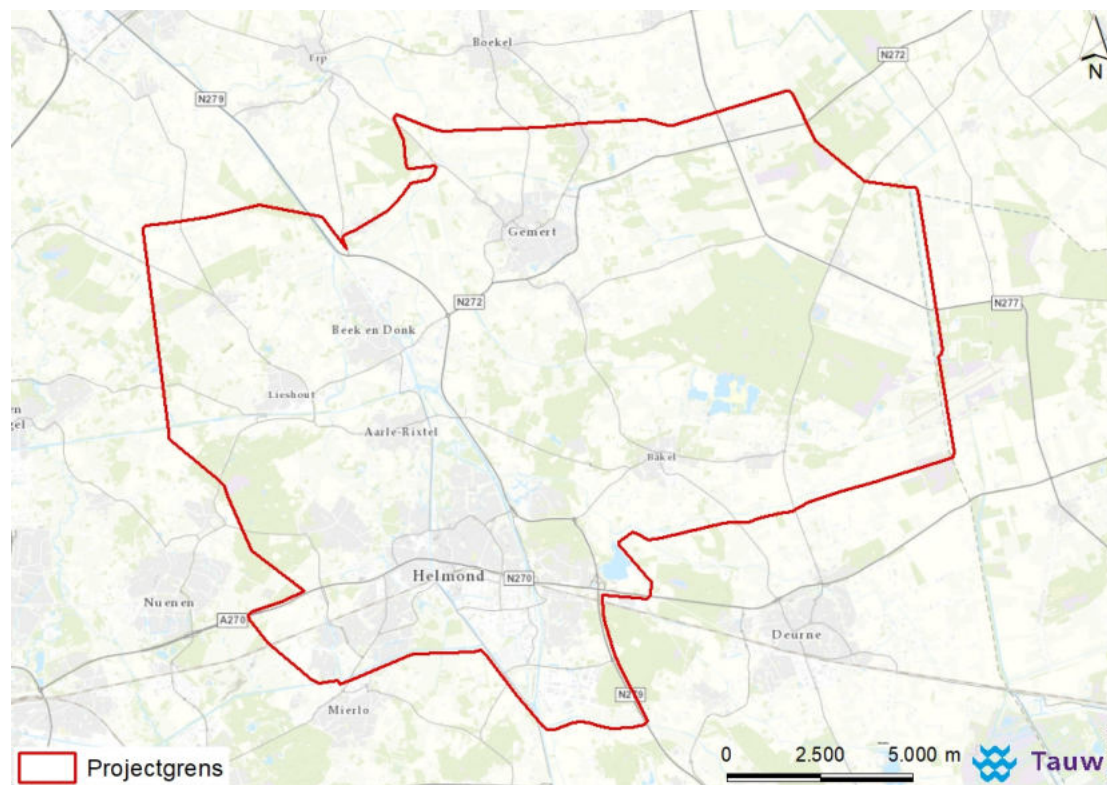 Boekel
Erp
N272
N
N279
Gemert
N272
N277
Beek en Donk
Lieshout
Aarle-Rixtel
Bakel
Helmond
N270
Nuenen
A270
Deurne
N279
Mierlo
0 2.500 5.000 m
Projectgrens
Tauw